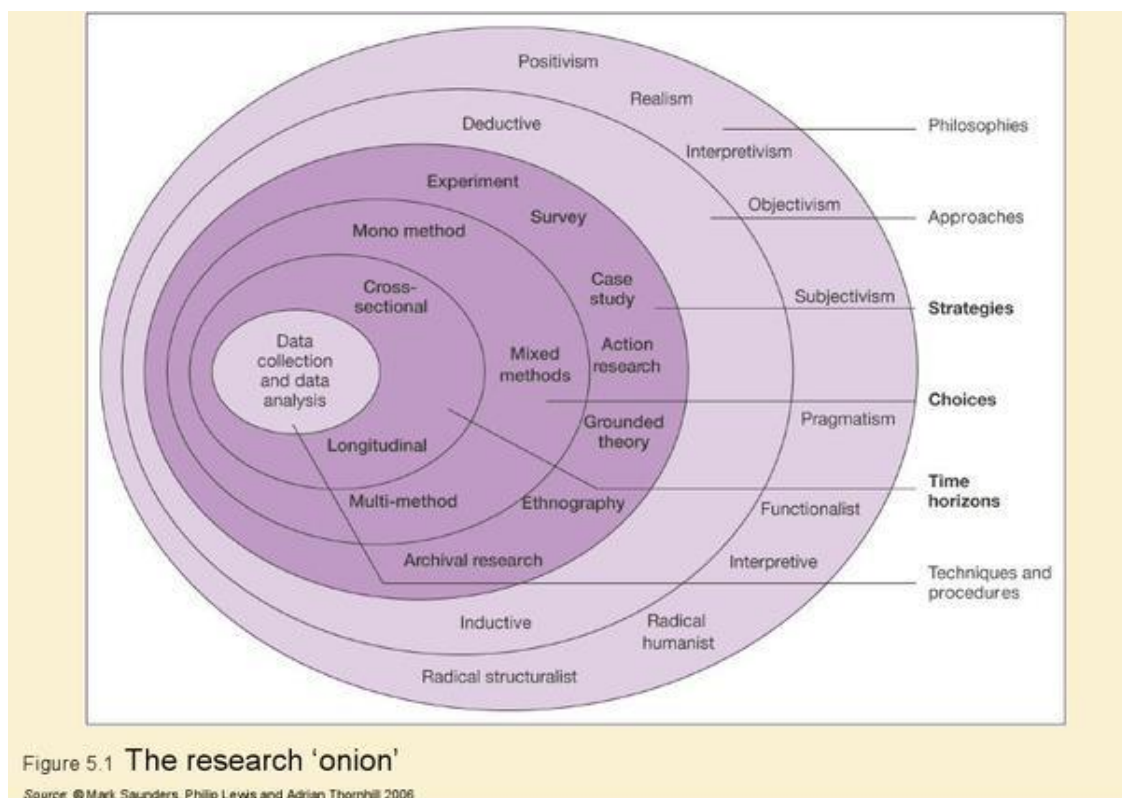 Positivism
Realism
Philosophies
Deductive
Interpretivism
Experiment
Objectivism
Survey
Approaches
Mono method
Case
study
Cross-
sectional
Subjectivism
Strategies
Data
collection
and data
analysis
Mixed
methods
Action
research
Choices
Grounded
theory
Pragmatism
Longitudinal
Time
horizons
Multi-method
Ethnography
Functionalist
Archival research
Interpretive
Techniques and
procedures
Inductive
Radical
humanist
Radical structuralist
Figure 5.1 The research ‘onion’
Source: © Mark Saunders, Philip Lewis and Adrian Thornhill 2006